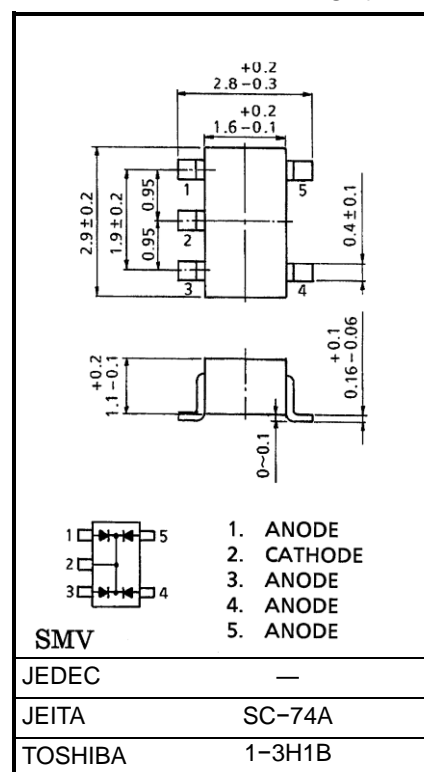 +0.2
2.8−0.3
+0.2
1.6−0.1
1
5
2
3
4
2.9±0.2
1.9±0.2
0.95
0.95
0.4±0.1
+0.1
0.16−0.06
+0.2
1.1−0.1
0~0.1
1
5
2
3
4
1. ANODE
2. CATHODE
3. ANODE
4. ANODE
5. ANODE
SMV
JEDEC —
JEITA SC−74A
TOSHIBA 1−3H1B